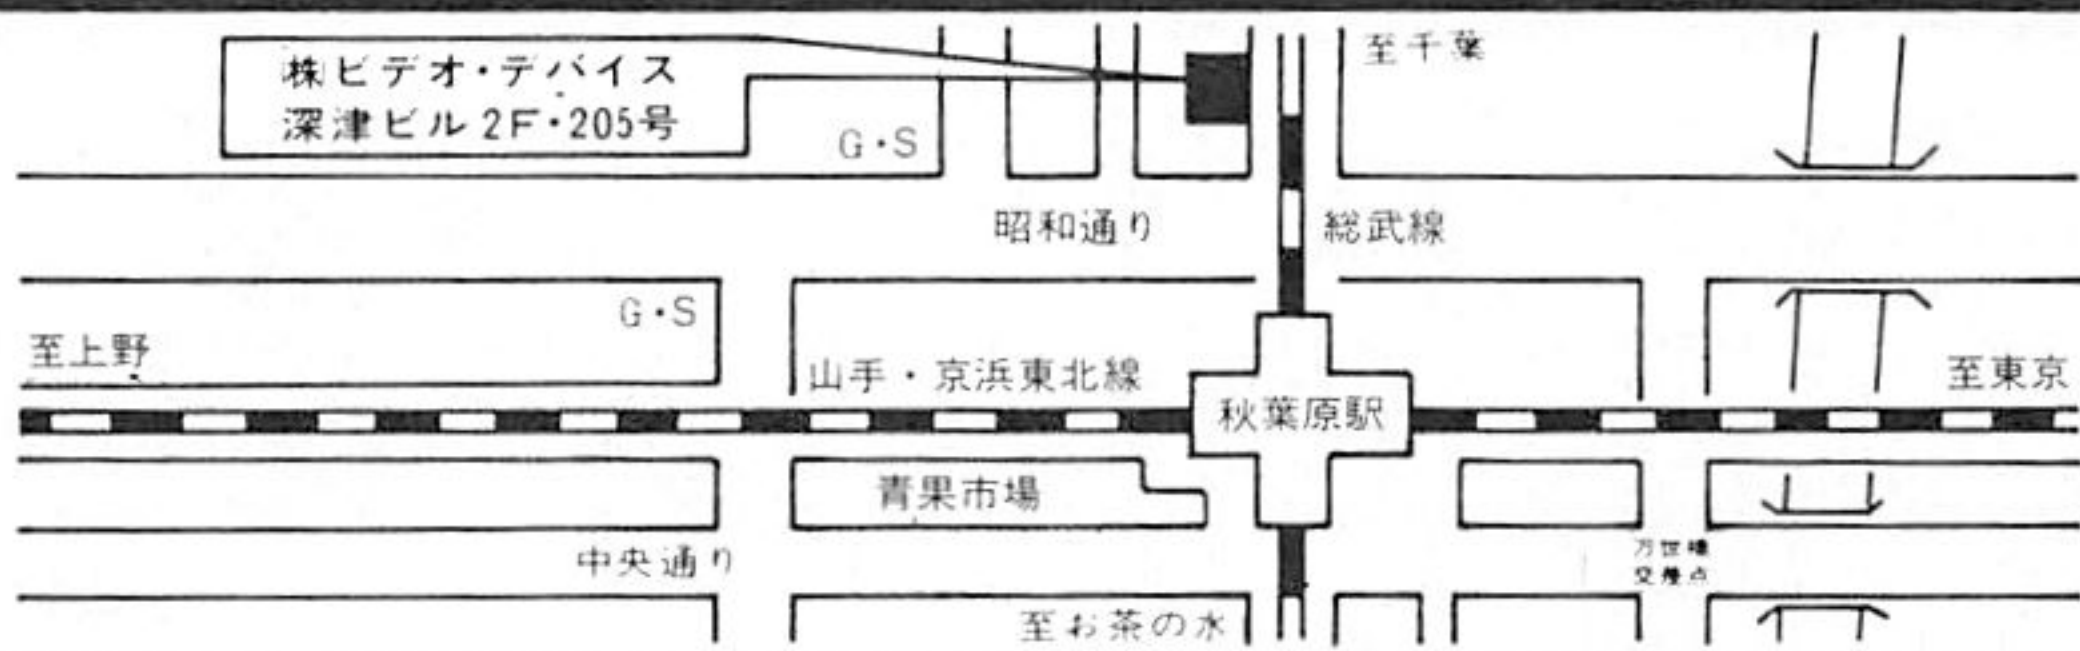 ㈱ビデオ・デバイス
深津ビル2F・205号
至千葉
G・S
昭和通り
総武線
G・S
至上野
山手・京浜東北線
秋葉原駅
至東京
青果市場
中央通り
万世橋
交差点
至お茶の水